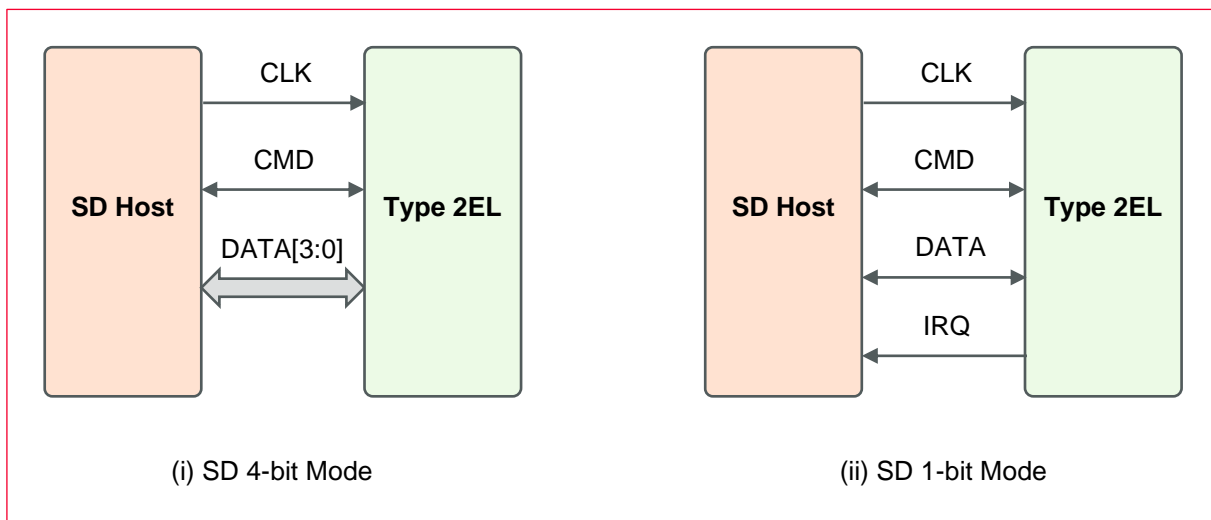 CLK
CMD
SD Host
Type 2EL
DATA[3:0]
(i) SD 4-bit Mode
CLK
CMD
SD Host
Type 2EL
DATA
IRQ
(ii) SD 1-bit Mode